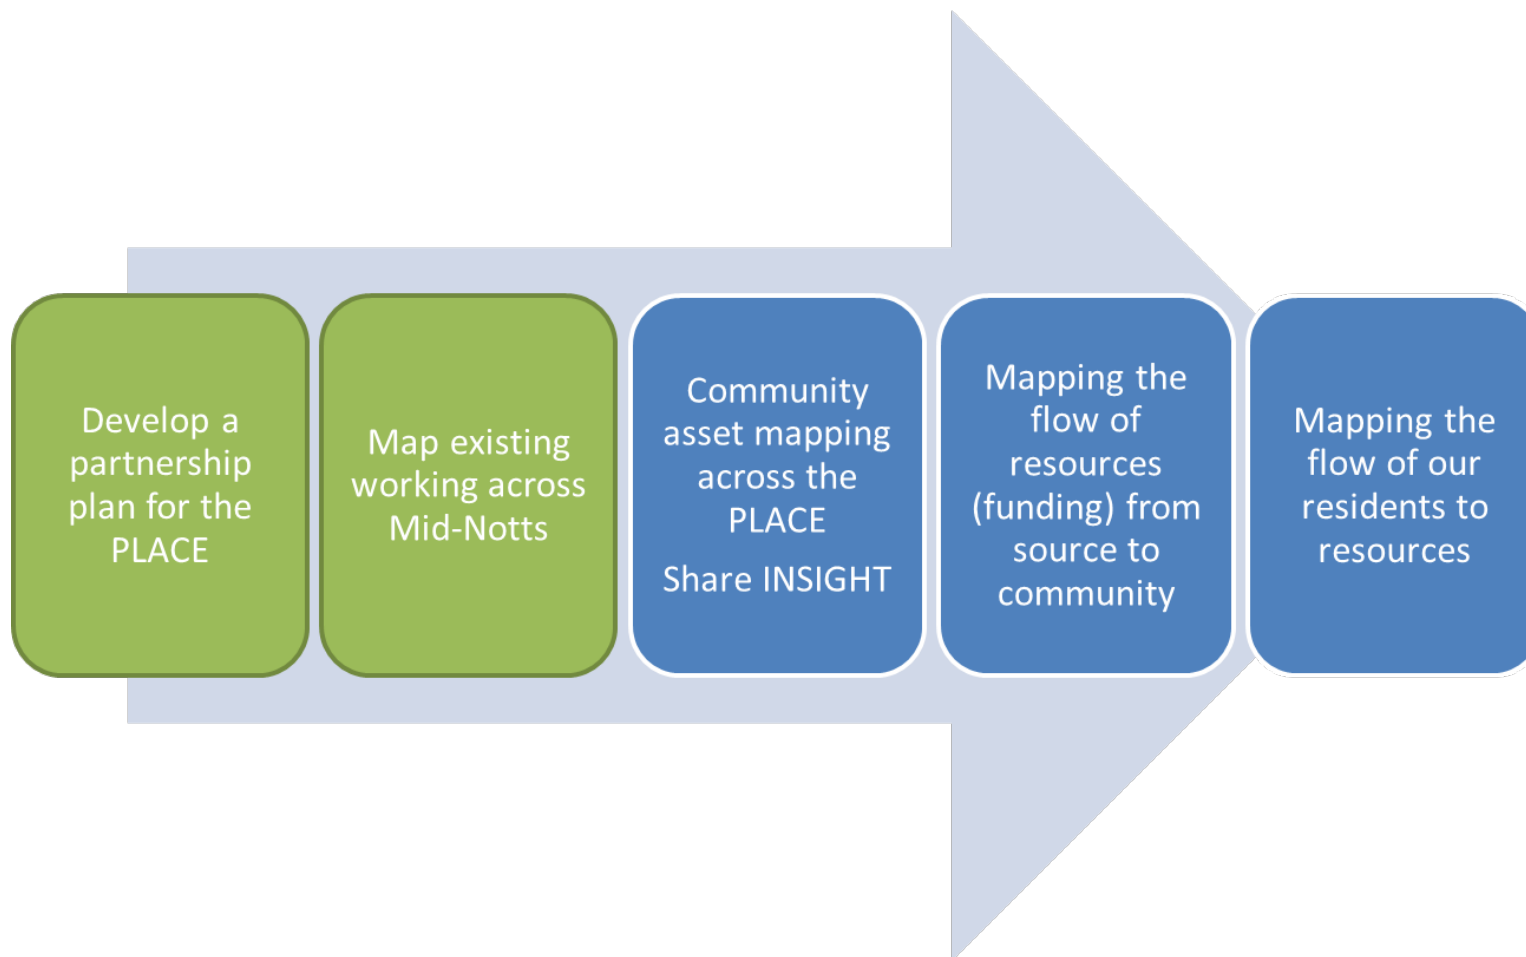 Develop a
partnership
plan for the
PLACE
Map existing
working across
Mid-Notts
Community
asset mapping
across the
PLACE
Share INSIGHT
Mapping the
flow of
resources
(funding) from
source to
community
Mapping the
flow of our
residents to
resources